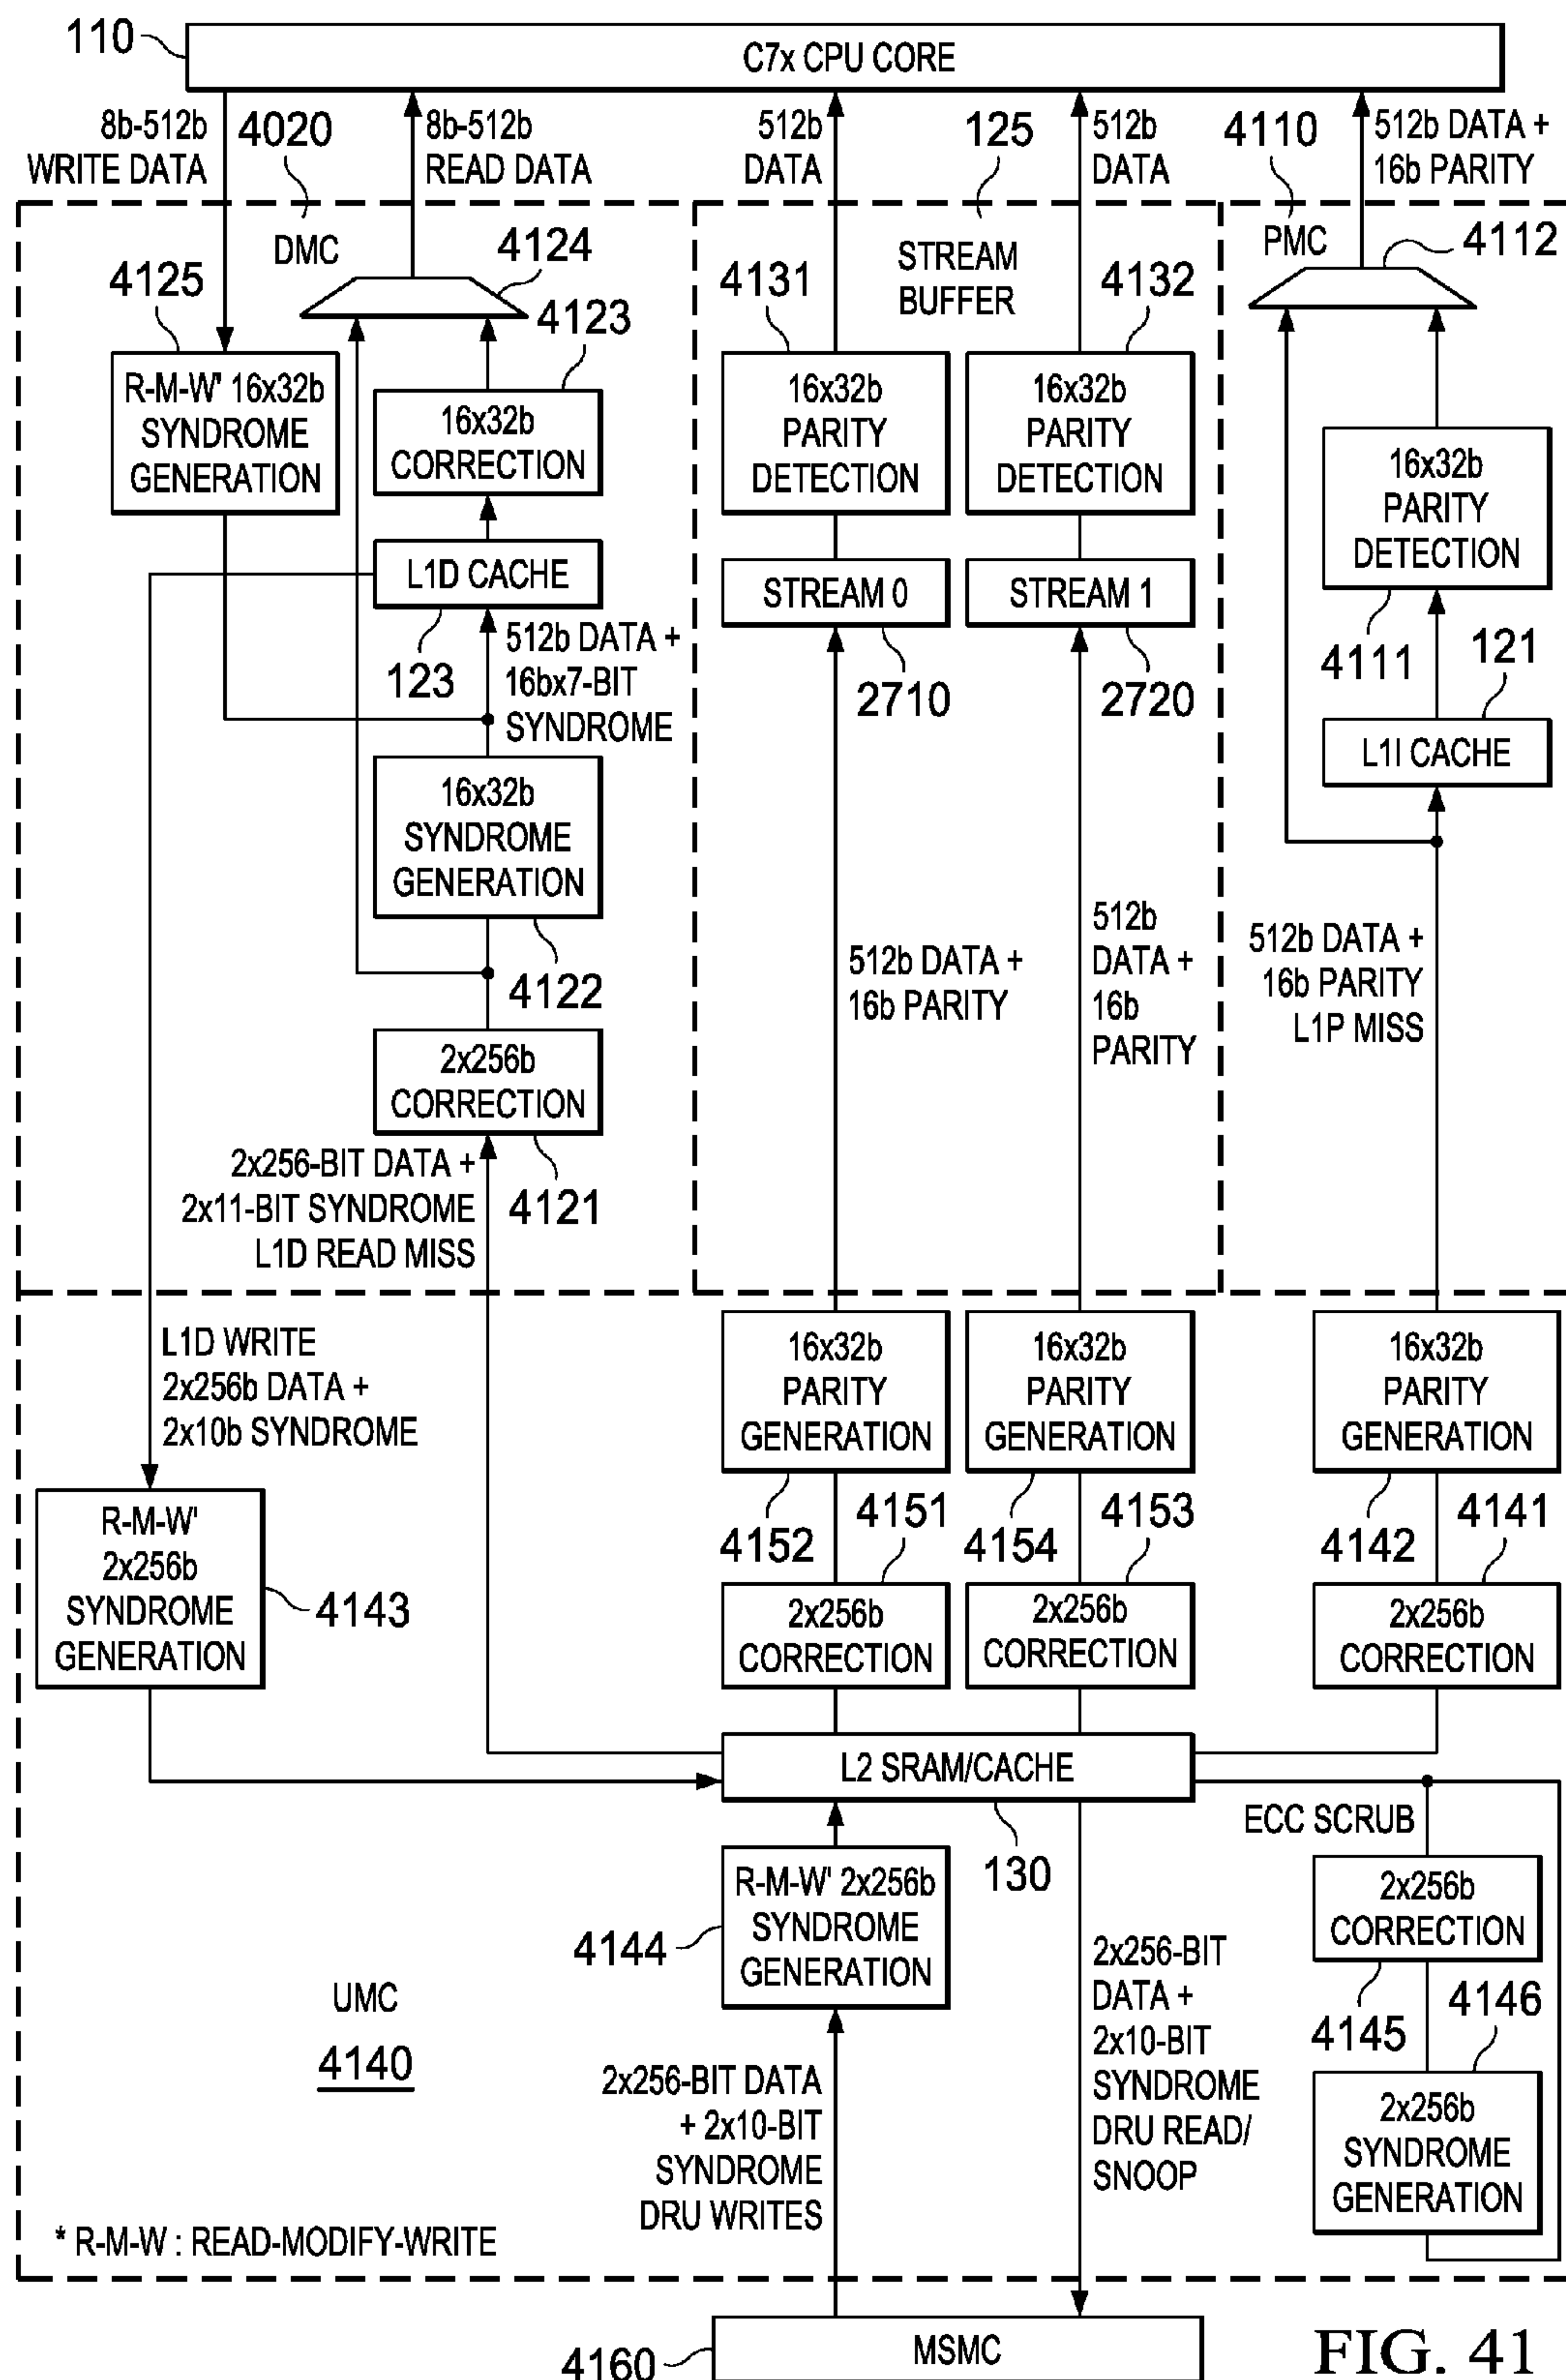 110
C7x CPU CORE
8b-512b
WRITE DATA
4020
8b-512b
READ DATA
512b
DATA
125
512b
DATA
4110
512b DATA +
16b PARITY
DMC
4124
STREAM
BUFFER
PMC
4112
4125
4123
4131
4132
R-M-W' 16x32b
SYNDROME
GENERATION
16x32b
CORRECTION
16x32b
PARITY
DETECTION
16x32b
PARITY
DETECTION
16x32b
PARITY
DETECTION
L1D CACHE
STREAM 0
STREAM 1
123
512b DATA +
16bx7-BIT
SYNDROME
2710
2720
4111
121
L1I CACHE
16x32b
SYNDROME
GENERATION
4122
512b DATA +
16b PARITY
512b
DATA +
16b
PARITY
512b DATA +
16b PARITY
L1P MISS
2x256b
CORRECTION
2x256-BIT DATA +
2x11-BIT SYNDROME
L1D READ MISS
4121
L1D WRITE
2x256b DATA +
2x10b SYNDROME
16x32b
PARITY
GENERATION
16x32b
PARITY
GENERATION
16x32b
PARITY
GENERATION
4152
4151
4154
4153
4142
4141
R-M-W'
2x256b
SYNDROME
GENERATION
4143
2x256b
CORRECTION
2x256b
CORRECTION
2x256b
CORRECTION
L2 SRAM/CACHE
130
ECC SCRUB
R-M-W' 2x256b
SYNDROME
GENERATION
4144
2x256b
CORRECTION
4145
4146
2x256-BIT
DATA +
2x10-BIT
SYNDROME
DRU READ/
SNOOP
UMC
4140
2x256-BIT DATA
+ 2x10-BIT
SYNDROME
DRU WRITES
2x256b
SYNDROME
GENERATION
* R-M-W : READ-MODIFY-WRITE
4160
MSMC
FIG. 41